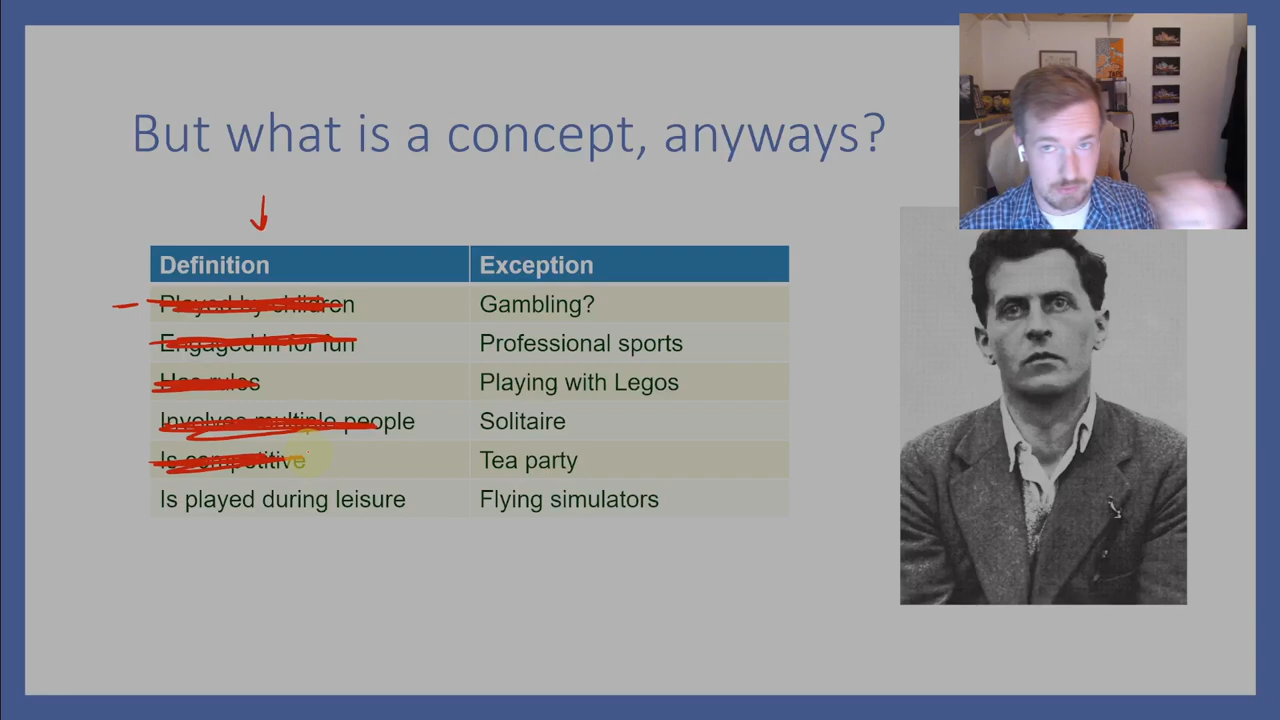 But what is a concept, anyways?
Definition Exception
Played by children Gambling?
Engaged in for fun Professional sports
Has rules Playing with Legos
Involves multiple people Solitaire
Is competitive Tea party
Is played during leisure Flying simulators